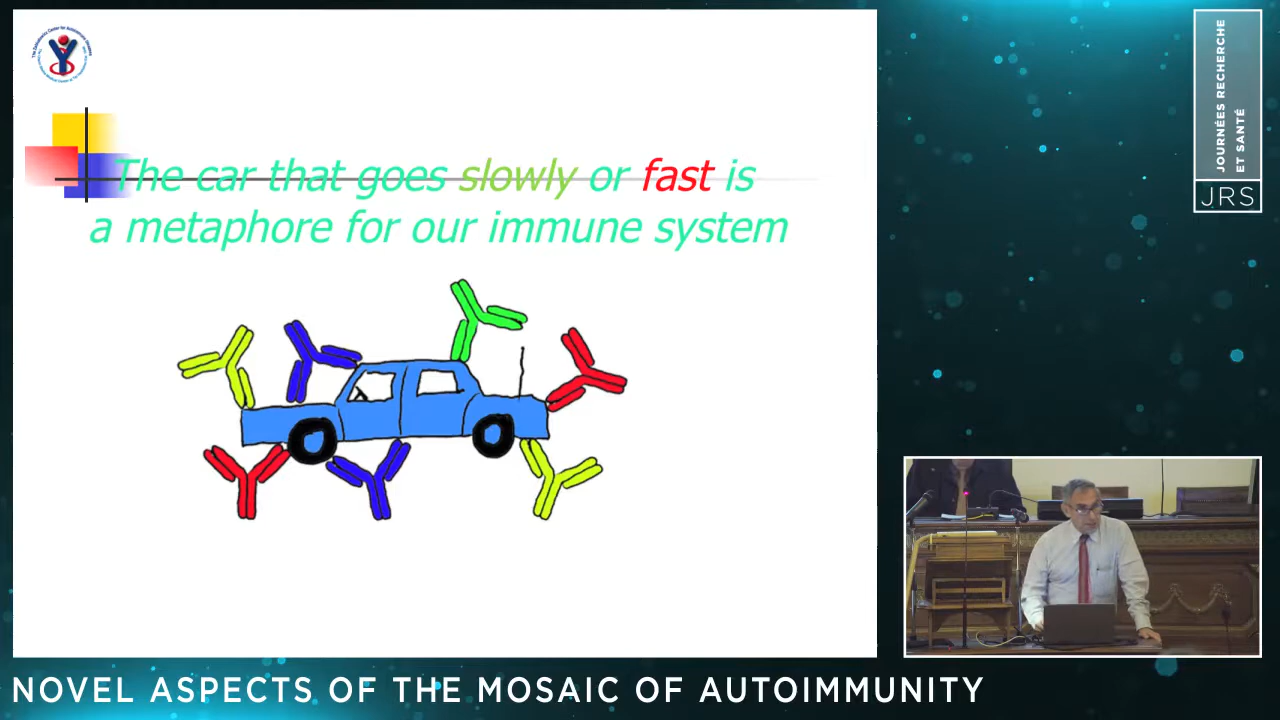 The car that goes slowly or fast is
a metaphore for our immune system
JOURNÉES RECHERCHE
ET SANTÉ
JRS
NOVEL ASPECTS OF THE MOSAIC OF AUTOIMMUNITY